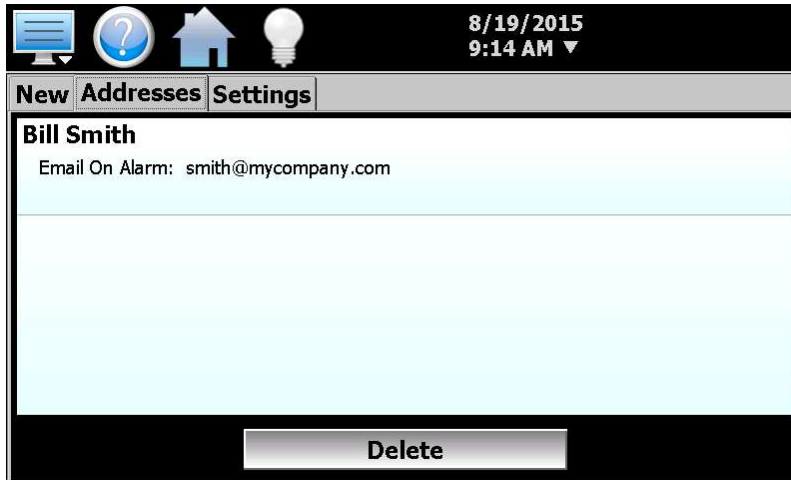 ?
8/19/2015
9:14 AM ▼
New Addresses Settings
Bill Smith
Email On Alarm: smith@mycompany.com
Delete